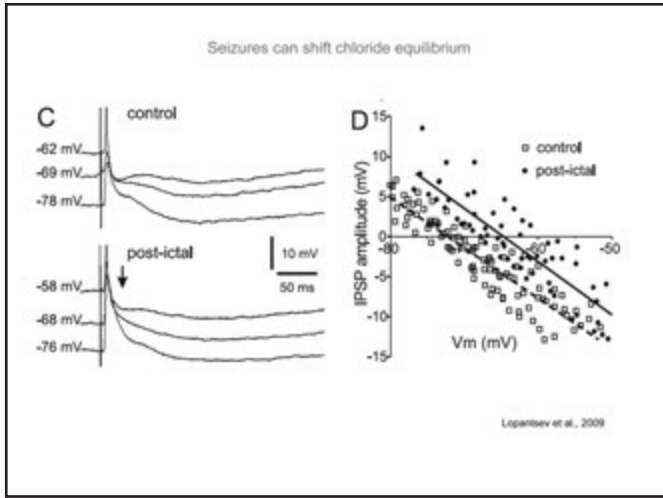 Seizures can shift chloride equilibrium
C
control
-62 mV
-69 mV
-78 mV
10 mV
50 ms
post-ictal
-58 mV
-68 mV
-76 mV
D
IPSP amplitude (mV)
15
10
5
0
-5
-10
-15
-80
-60
-50
control
post-ictal
Vm (mV)
Lopantsev et al., 2009